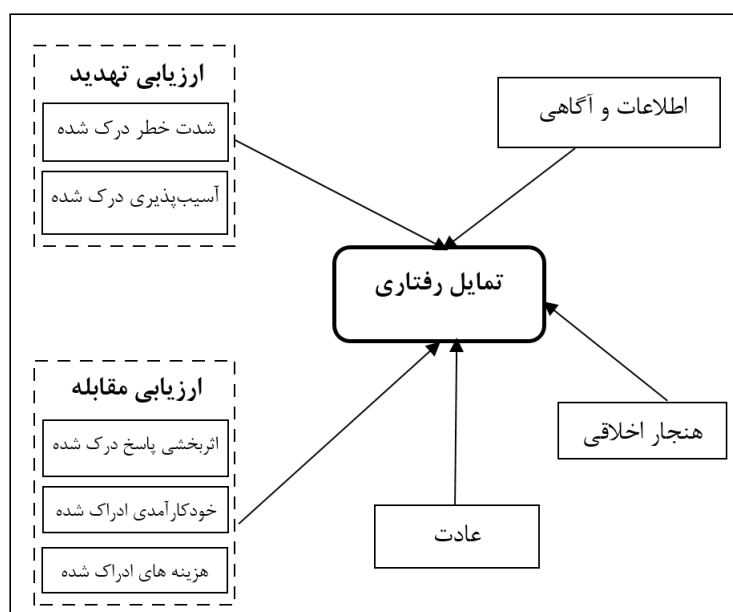 ارزیابی تهدید
شدت خطر درک شده
آسیب‌پذیری درک شده
اطلاعات و آگاهی
تمایل رفتاری
ارزیابی مقابله
اثربخشی پاسخ درک شده
خودکارآمدی ادراک شده
هزینه های ادراک شده
هنجار اخلاقی
عادت